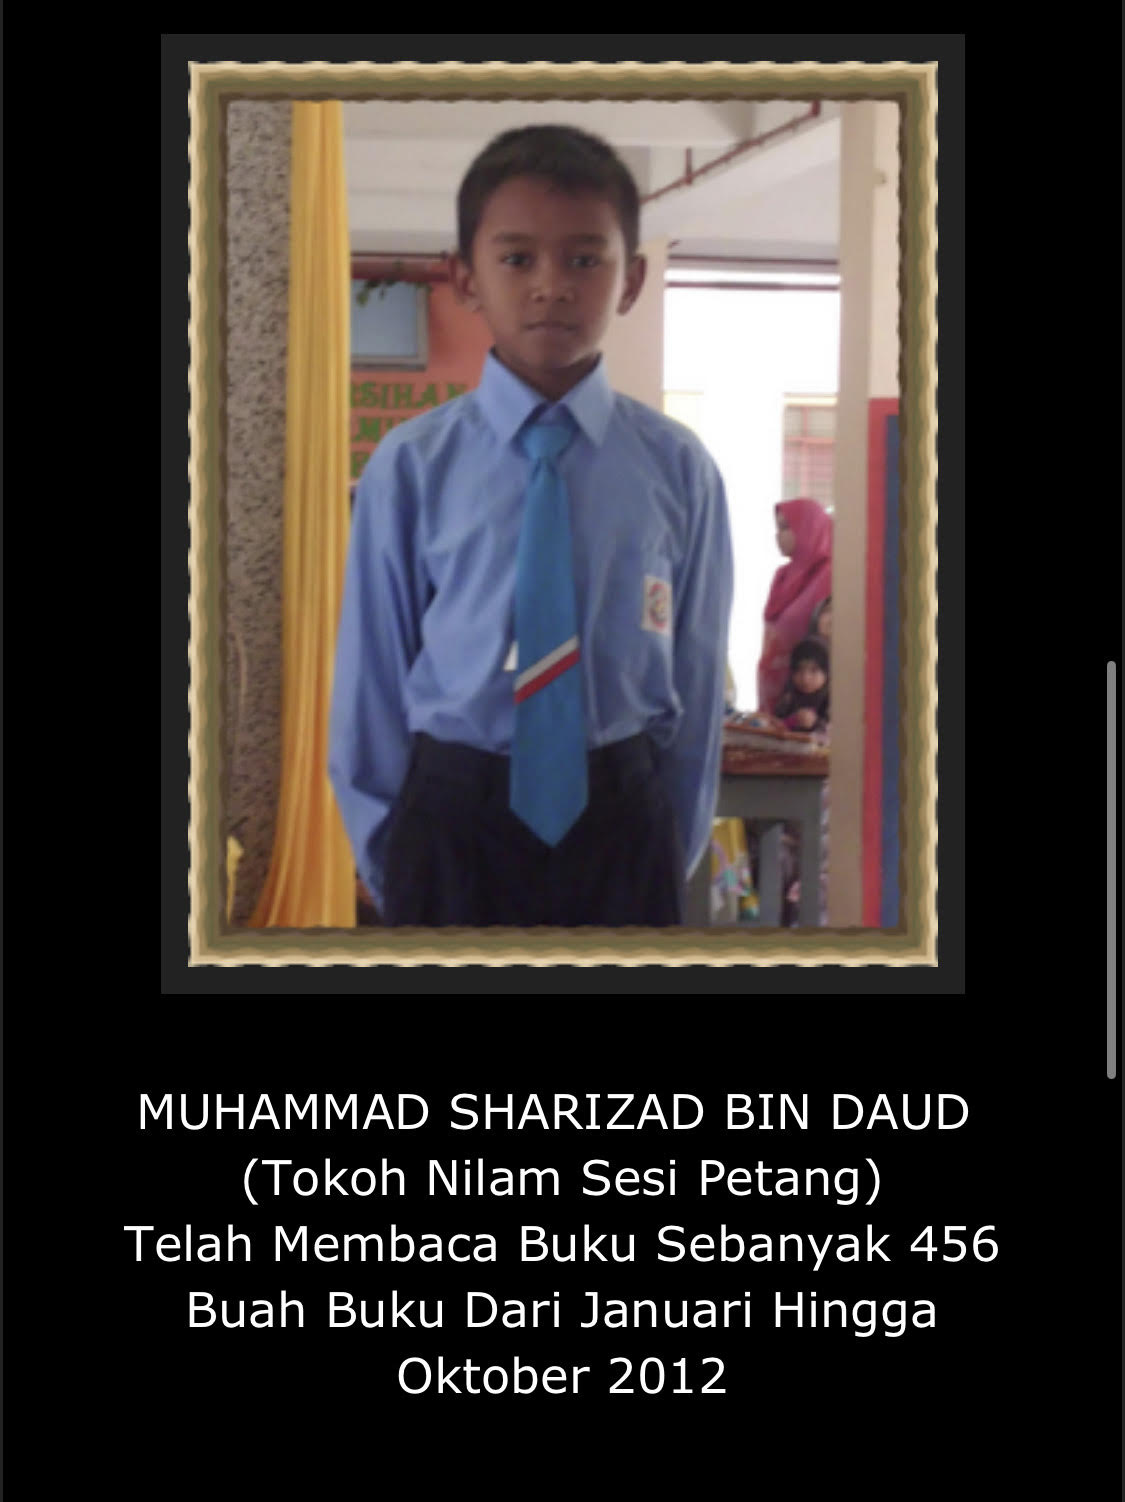 RSIHAN
MUHAMMAD SHARIZAD BIN DAUD
(Tokoh Nilam Sesi Petang)
Telah Membaca Buku Sebanyak 456
Buah Buku Dari Januari Hingga
Oktober 2012